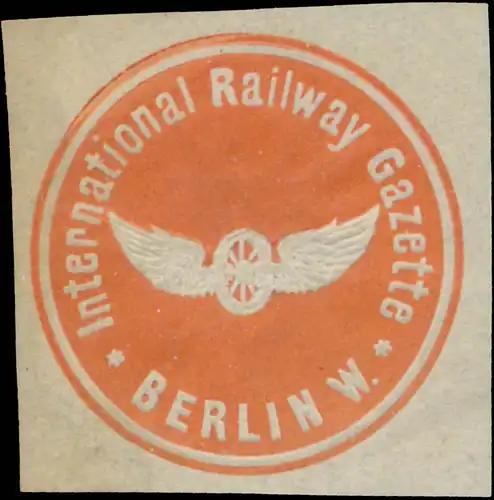 International Railway Gazette
* BERLIN W. *